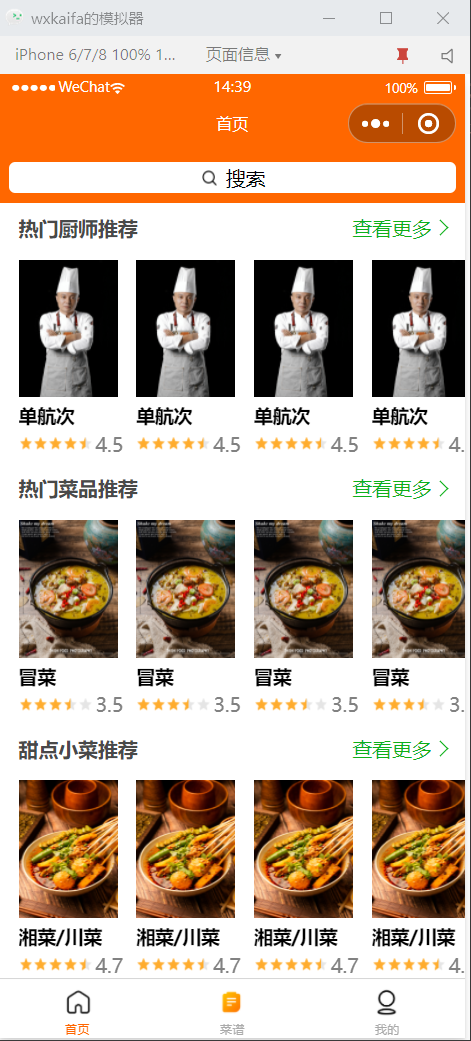 wxkaifa的模拟器
iPhone 6/7/8 100% 1... 页面信息
WeChat 14:39 100%
首页
搜索
热门厨师推荐 查看更多
单航次 单航次 单航次 单航次
4.5 4.5 4.5 4.
热门菜品推荐 查看更多
冒菜 冒菜 冒菜 冒菜
3.5 3.5 3.5 3.
甜点小菜推荐 查看更多
湘菜/川菜 湘菜/川菜 湘菜/川菜 湘菜/川菜
4.7 4.7 4.7 4.
首页 菜谱 我的